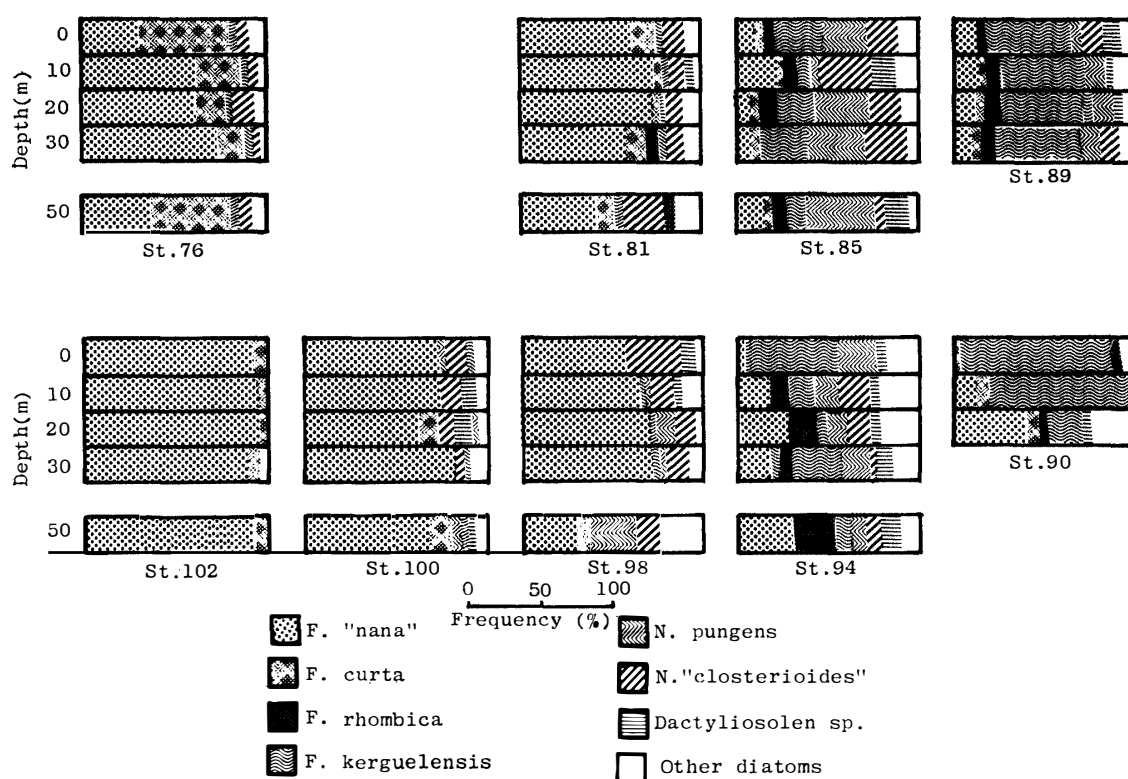 Depth(m)
0
10
20
30
50
St.76
St.81
St.85
St.89
Depth(m)
0
10
20
30
50
St.102
St.100
St.98
St.94
St.90
0 50 100
Frequency (%)
F. "nana"
F. curta
F. rhombica
F. kerguelensis
N. pungens
N."closterioides"
Dactyliosolen sp.
Other diatoms